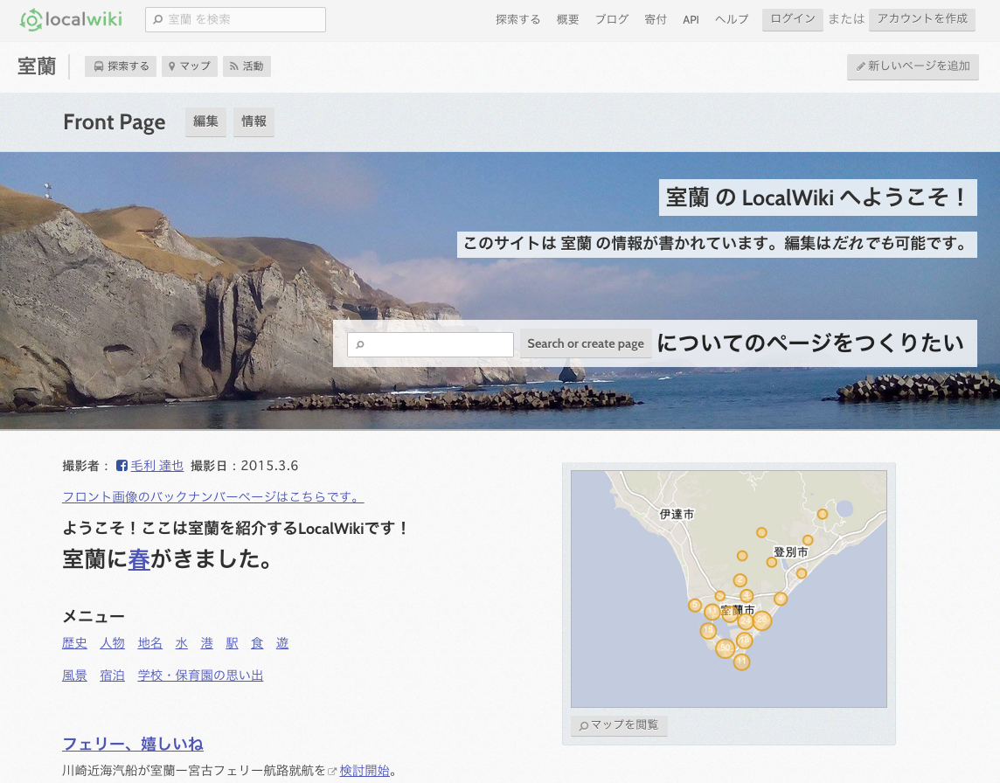 localwiki
室蘭 を検索
探索する 概要 ブログ 寄付 API ヘルプ ログイン または アカウントを作成
室蘭 探索する マップ 活動 新しいページを追加
Front Page 編集 情報
室蘭 の LocalWiki へようこそ！
このサイトは 室蘭 の情報が書かれています。編集はだれでも可能です。
Search or create page についてのページをつくりたい
撮影者： 毛利 達也 撮影日：2015.3.6
フロント画像のバックナンバーページはこちらです。
ようこそ！ここは室蘭を紹介するLocalWikiです！
室蘭に春がきました。
メニュー
歴史 人物 地名 水 港 駅 食 遊
風景 宿泊 学校・保育園の思い出
フェリー、嬉しいね
川崎近海汽船が室蘭ー宮古フェリー航路就航を検討開始。
伊達市
登別市
2
室蘭市
50
11
マップを閲覧